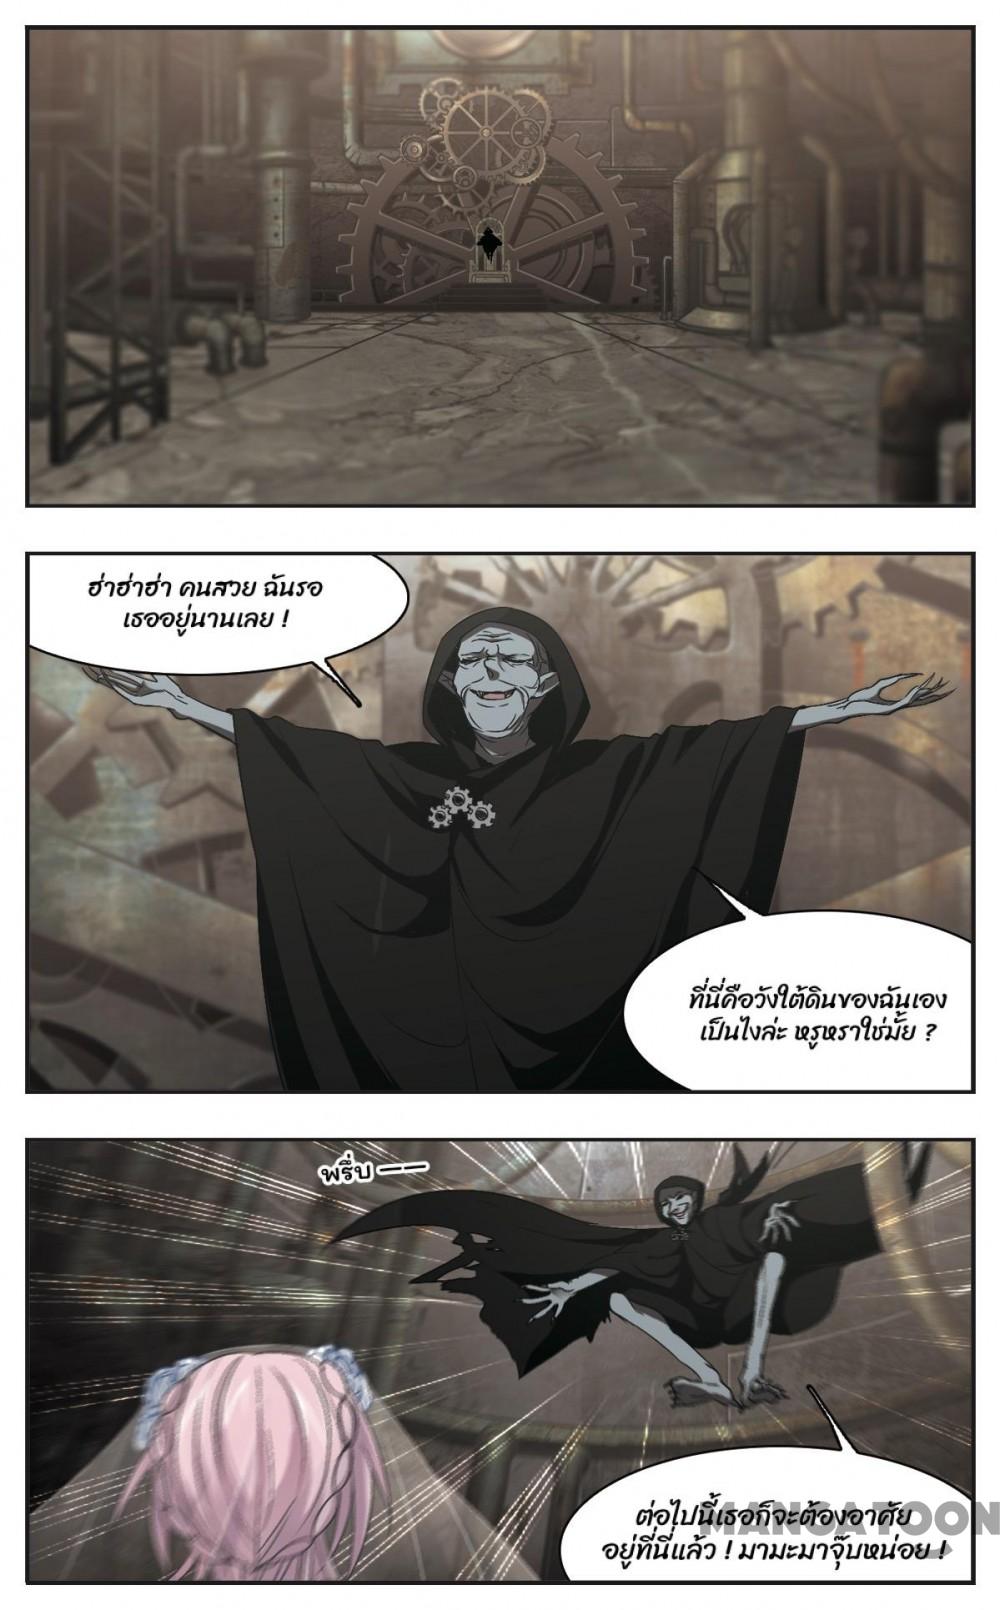 ฮ่าฮ่าฮ่า คนสวย ฉันรอ
เธออยู่นานเลย !
ที่นี่คือวังใต้ดินของฉันเอง
เป็นไงล่ะ หรูหราใช่มั้ย ?
พรึ่บ ——
ต่อไปนี้เธอก็จะต้องอาศัย
อยู่ที่นี่แล้ว ! มามะมาจุ๊บหน่อย !
MANGATOON